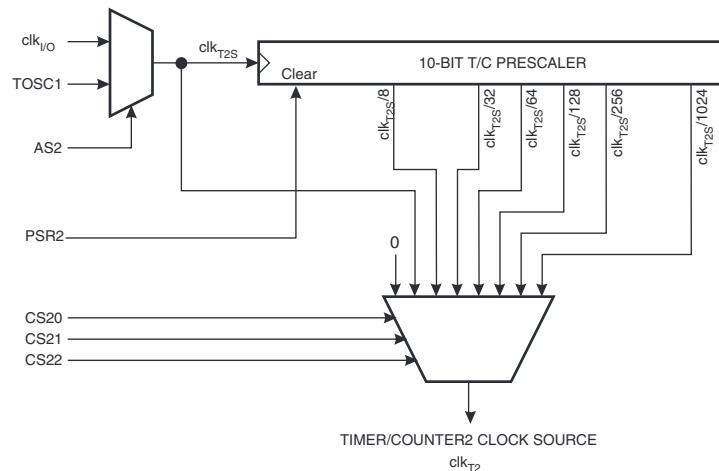 clkI/O
clkT2S
10-BIT T/C PRESCALER
TOSC1
Clear
clkT2S/8
clkT2S/32
clkT2S/64
clkT2S/128
clkT2S/256
clkT2S/1024
AS2
PSR2
0
CS20
CS21
CS22
TIMER/COUNTER2 CLOCK SOURCE
clkT2